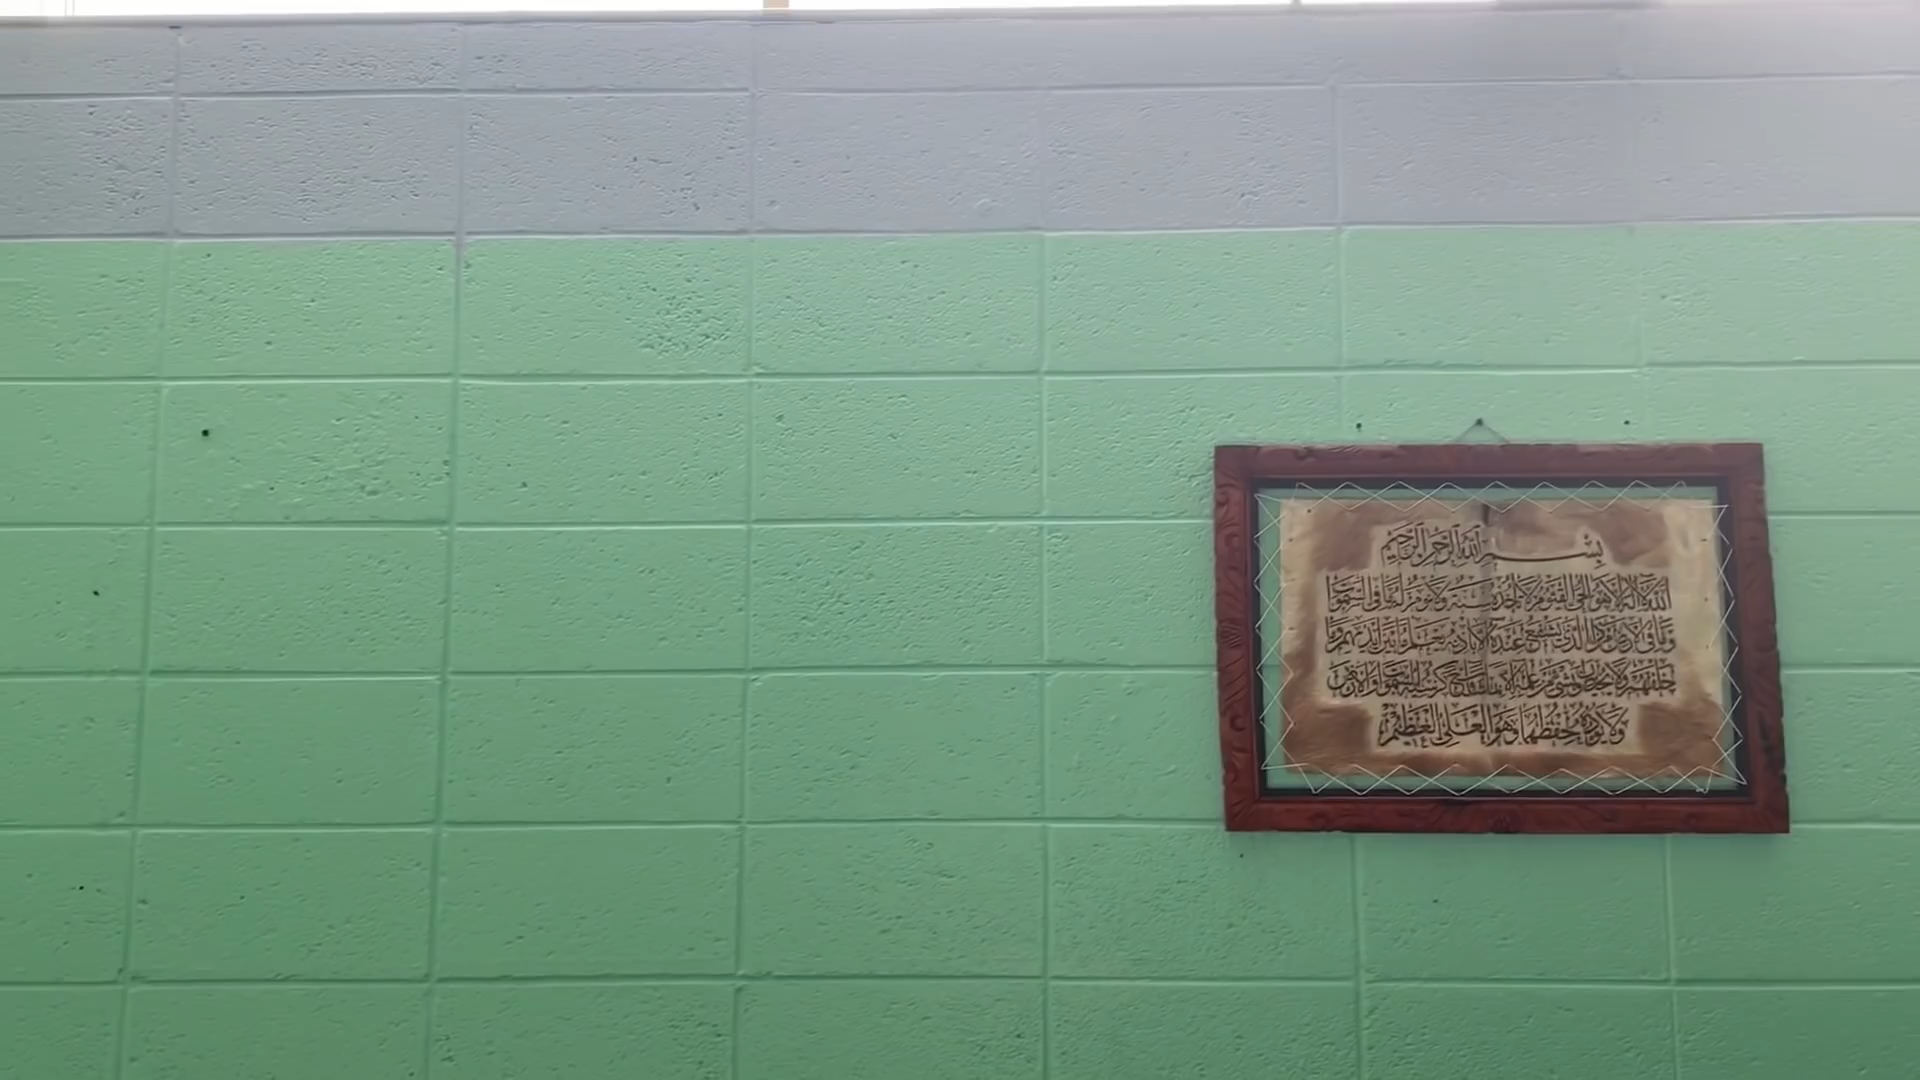 بسم الله الرحمن الرحيم
الله لا إله إلا هو الحي القيوم لا تأخذه سنة ولا نوم له ما في السموات
وما في الأرض من ذا الذي يشفع عنده إلا بإذنه يعلم ما بين أيديهم وما
خلفهم ولا يحيطون بشيء من علمه إلا بما شاء وسع كرسيه السموات والأرض
ولا يؤده حفظهما وهو العلي العظيم